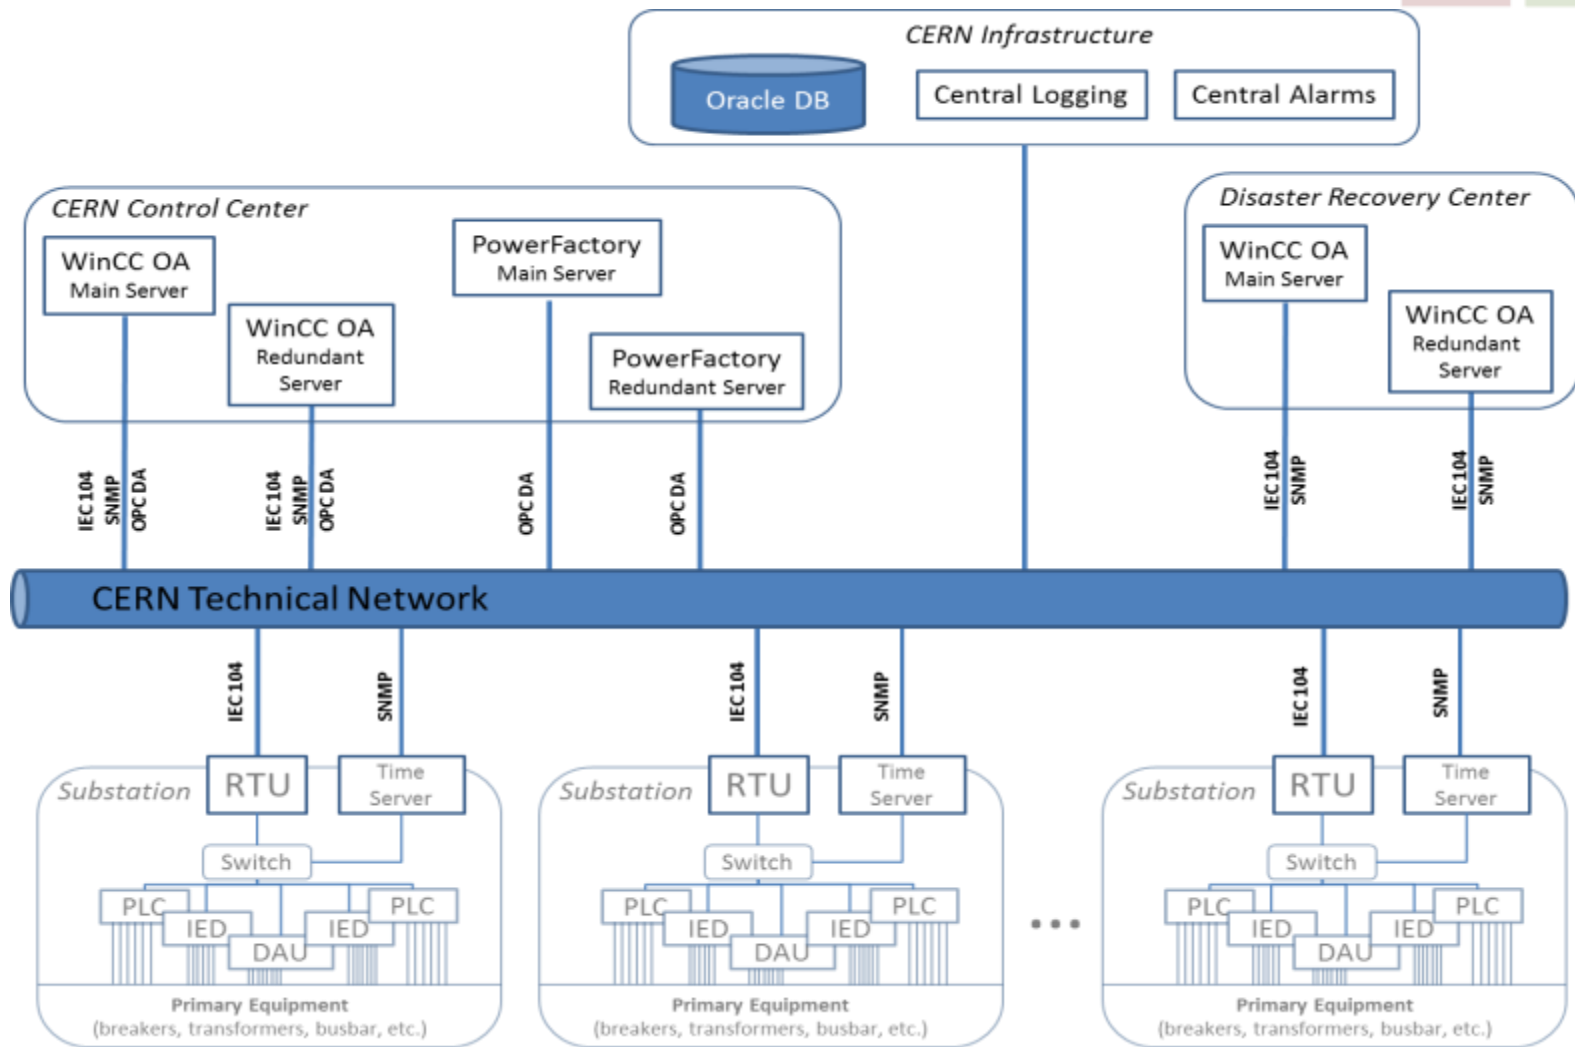 CERN Infrastructure
Oracle DB
Central Logging
Central Alarms
CERN Control Center
WinCC OA
Main Server
WinCC OA
Redundant
Server
PowerFactory
Main Server
PowerFactory
Redundant Server
Disaster Recovery Center
WinCC OA
Main Server
WinCC OA
Redundant
Server
IEC104
SNMP
OPC DA
IEC104
SNMP
OPC DA
OPC DA
OPC DA
IEC104
SNMP
IEC104
SNMP
CERN Technical Network
IEC104
SNMP
IEC104
SNMP
IEC104
SNMP
Substation
RTU
Time
Server
Switch
PLC
IED
DAU
IED
PLC
Primary Equipment
(breakers, transformers, busbar, etc.)
Substation
RTU
Time
Server
Switch
PLC
IED
DAU
IED
PLC
Primary Equipment
(breakers, transformers, busbar, etc.)
...
Substation
RTU
Time
Server
Switch
PLC
IED
DAU
IED
PLC
Primary Equipment
(breakers, transformers, busbar, etc.)